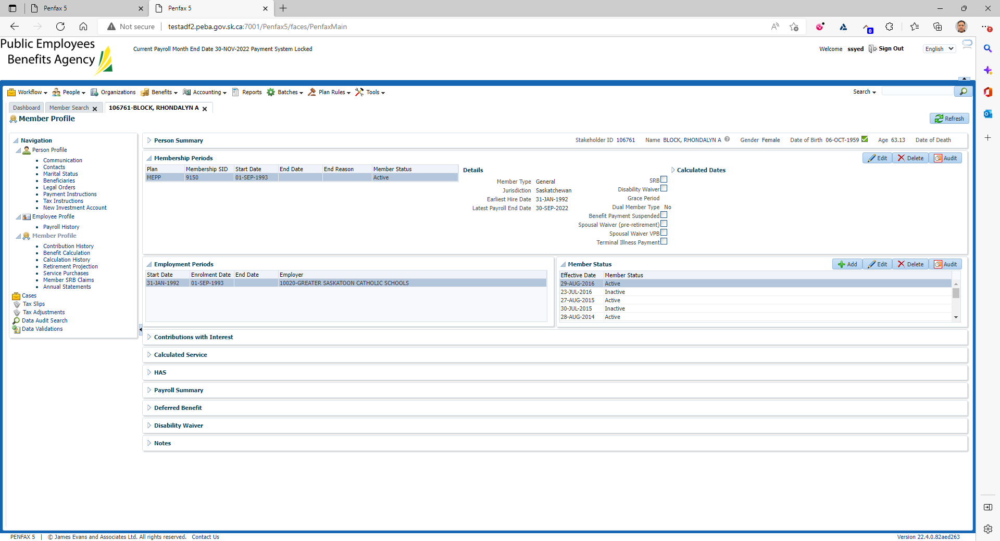 Penfax 5
Penfax 5
Not secure
testadf2.peba.gov.sk.ca:7001/Penfax5/faces/PenfaxMain
0
Public Employees
Benefits Agency
Current Payroll Month End Date 30-NOV-2022 Payment System Locked
Welcome ssyed Sign Out
English
Workflow People Organizations Benefits Accounting Reports Batches Plan Rules Tools
Search
Dashboard Member Search 106761-BLOCK, RHONDALYN A
Member Profile
Refresh
Navigation
Person Profile
Communication
Contacts
Marital Status
Beneficiaries
Legal Orders
Payment Instructions
Tax Instructions
New Investment Account
Employee Profile
Payroll History
Member Profile
Contribution History
Benefit Calculation
Calculation History
Retirement Projection
Service Purchases
Member SRB Claims
Annual Statements
Cases
Tax Slips
Tax Adjustments
Data Audit Search
Data Validations
Person Summary
Stakeholder ID 106761 Name BLOCK, RHONDALYN A Gender Female Date of Birth 06-OCT-1959 Age 63.13 Date of Death
Membership Periods
Edit Delete Audit
Plan Membership SID Start Date End Date End Reason Member Status
MEPP 9150 01-SEP-1993 Active
Details
Member Type General
Jurisdiction Saskatchewan
Earliest Hire Date 31-JAN-1992
Latest Payroll End Date 30-SEP-2022
SRB
Disability Waiver
Grace Period
Dual Member Type No
Benefit Payment Suspended
Spousal Waiver (pre-retirement)
Spousal Waiver VPB
Terminal Illness Payment
Calculated Dates
Employment Periods
Start Date Enrolment Date End Date Employer
31-JAN-1992 01-SEP-1993 10020-GREATER SASKATOON CATHOLIC SCHOOLS
Member Status
Add Edit Delete Audit
Effective Date Member Status
29-AUG-2016 Active
23-JUL-2016 Inactive
27-AUG-2015 Active
30-JUL-2015 Inactive
28-AUG-2014 Active
Contributions with Interest
Calculated Service
HAS
Payroll Summary
Deferred Benefit
Disability Waiver
Notes
PENFAX 5 | © James Evans and Associates Ltd. All rights reserved. Contact Us
Version 22.4.0.82aed263